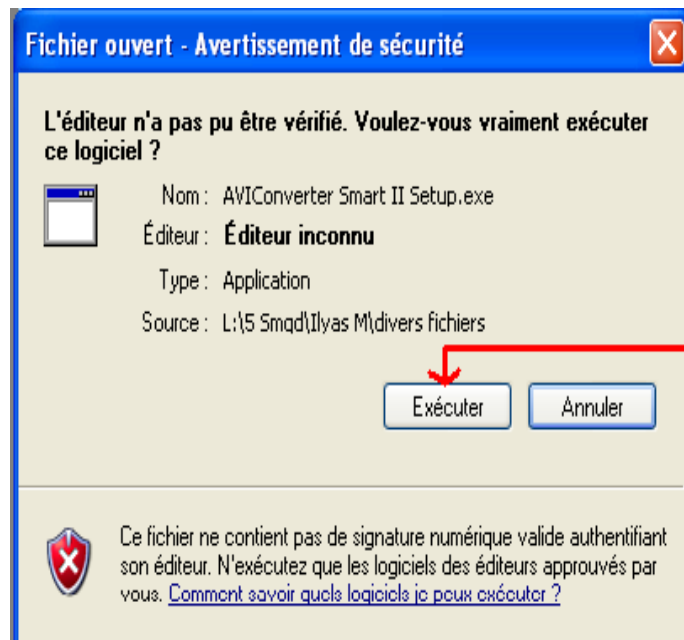 Fichier ouvert - Avertissement de sécurité
L'éditeur n'a pas pu être vérifié. Voulez-vous vraiment exécuter
ce logiciel ?
Nom : AVIConverter Smart II Setup.exe
Éditeur : Éditeur inconnu
Type : Application
Source : L:\5 Smqd\Ilyas M\divers fichiers
Exécuter Annuler
Ce fichier ne contient pas de signature numérique valide authentifiant
son éditeur. N'exécutez que les logiciels des éditeurs approuvés par
vous. Comment savoir quels logiciels je peux exécuter ?